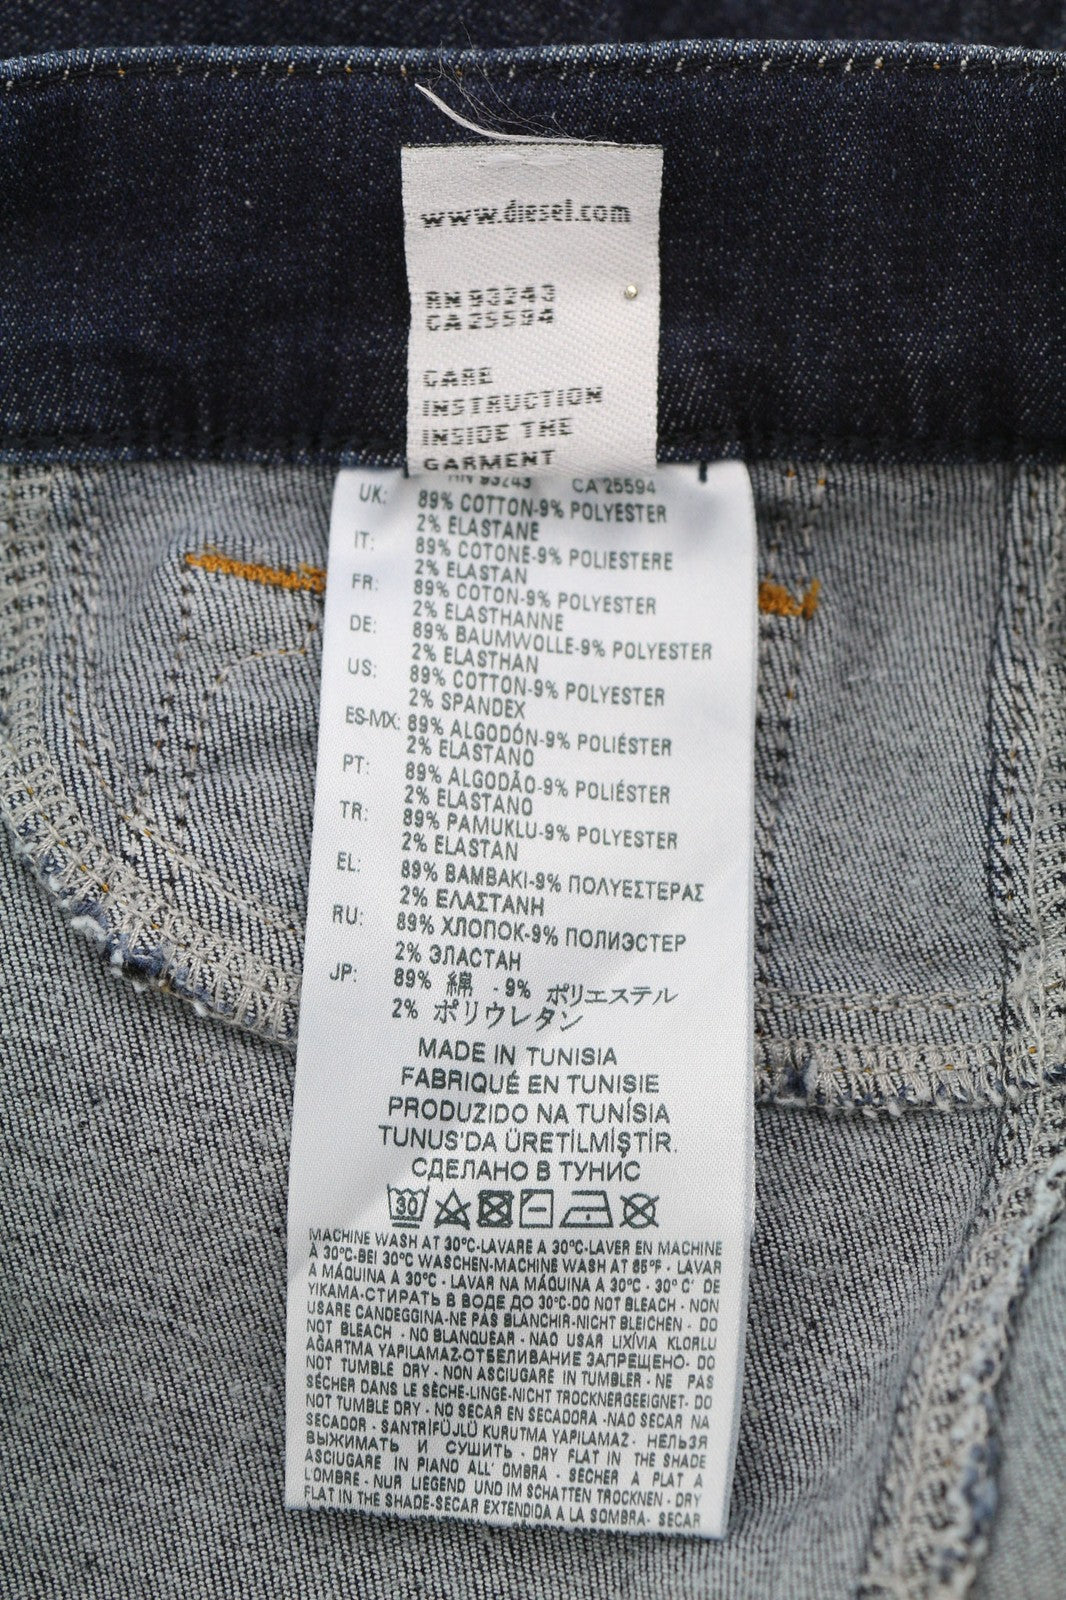 www.diesel.com
RN 93243
CA 25594
CARE
INSTRUCTION
INSIDE THE
GARMENT
RN 93243 CA 25594
UK: 89% COTTON-9% POLYESTER
2% ELASTANE
IT: 89% COTONE-9% POLIESTERE
2% ELASTAN
FR: 89% COTON-9% POLYESTER
2% ELASTHANNE
DE: 89% BAUMWOLLE-9% POLYESTER
2% ELASTHAN
US: 89% COTTON-9% POLYESTER
2% SPANDEX
ES-MX: 89% ALGODÓN-9% POLIÉSTER
2% ELASTANO
PT: 89% ALGODÃO-9% POLIÉSTER
2% ELASTANO
TR: 89% PAMUKLU-9% POLYESTER
2% ELASTAN
EL: 89% ΒΑΜΒΑΚΙ-9% ΠΟΛΥΕΣΤΕΡΑΣ
2% ΕΛΑΣΤΑΝΗ
RU: 89% ХЛОПОК-9% ПОЛИЭСТЕР
2% ЭЛАСТАН
JP: 89% 綿 -9% ポリエステル
2% ポリウレタン
MADE IN TUNISIA
FABRIQUÉ EN TUNISIE
PRODUZIDO NA TUNÍSIA
TUNUS'DA ÜRETİLMİŞTİR.
СДЕЛАНО В ТУНИС
30
MACHINE WASH AT 30°C-LAVARE A 30°C-LAVER EN MACHINE
À 30°C-BEI 30°C WASCHEN-MACHINE WASH AT 85°F - LAVAR
A MÁQUINA A 30°C - LAVAR NA MÁQUINA A 30°C - 30°C' DE
YIKAMA-СТИРАТЬ В ВОДЕ ДО 30°C-DO NOT BLEACH - NON
USARE CANDEGGINA-NE PAS BLANCHIR-NICHT BLEICHEN - DO
NOT BLEACH - NO BLANQUEAR - NAO USAR LIXÍVIA KLORLU
AĞARTMA YAPILAMAZ-ОТБЕЛИВАНИЕ ЗАПРЕЩЕНО- DO
NOT TUMBLE DRY - NON ASCIUGARE IN TUMBLER - NE PAS
SÉCHER DANS LE SÈCHE-LINGE-NICHT TROCKNERGEEIGNET- DO
NOT TUMBLE DRY -NO SECAR EN SECADORA -NAO SECAR NA
SECADOR - SANTRİFÜJLÜ KURUTMA YAPILAMAZ - НЕЛЬЗЯ
ВЫЖИМАТЬ И СУШИТЬ - DRY FLAT IN THE SHADE
ASCIUGARE IN PIANO ALL' OMBRA - SÉCHER A PLAT A
L'OMBRE - NUR LIEGEND UND IM SCHATTEN TROCKNEN - DRY
FLAT IN THE SHADE-SECAR EXTENDIDA A LA SOMBRA- SECAR